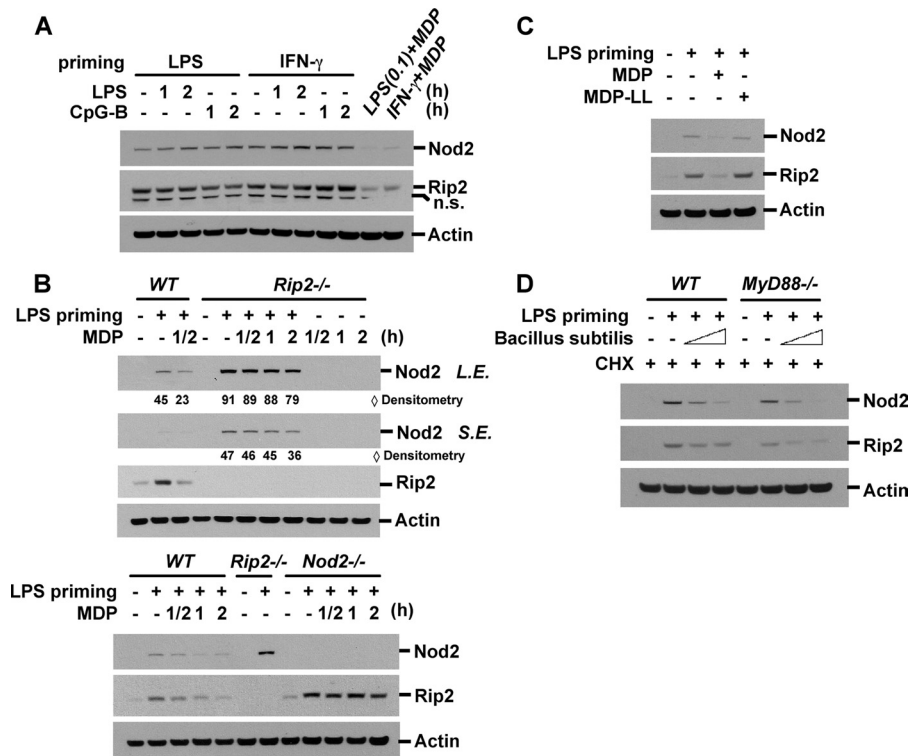 A
priming LPS IFN-γ LPS(0.1)+MDP IFN-γ+MDP
LPS - 1 2 - - - 1 2 - - (h)
CpG-B - - - 1 2 - - - 1 2 (h)
Nod2
Rip2
n.s.
Actin
B
WT Rip2-/-
LPS priming - + + - + + + + - - -
MDP - - 1/2 - - 1/2 1 2 1/2 1 2 (h)
Nod2 L.E.
45 23 91 89 88 79 ◊ Densitometry
Nod2 S.E.
47 46 45 36 ◊ Densitometry
Rip2
Actin
WT Rip2-/- Nod2-/-
LPS priming - + + + + - + - + + + +
MDP - - 1/2 1 2 - - - - 1/2 1 2 (h)
Nod2
Rip2
Actin
C
LPS priming - + + +
MDP - - + -
MDP-LL - - - +
Nod2
Rip2
Actin
D
WT MyD88-/-
LPS priming - + + + - + + +
Bacillus subtilis - - - -
CHX + + + + + + + +
Nod2
Rip2
Actin